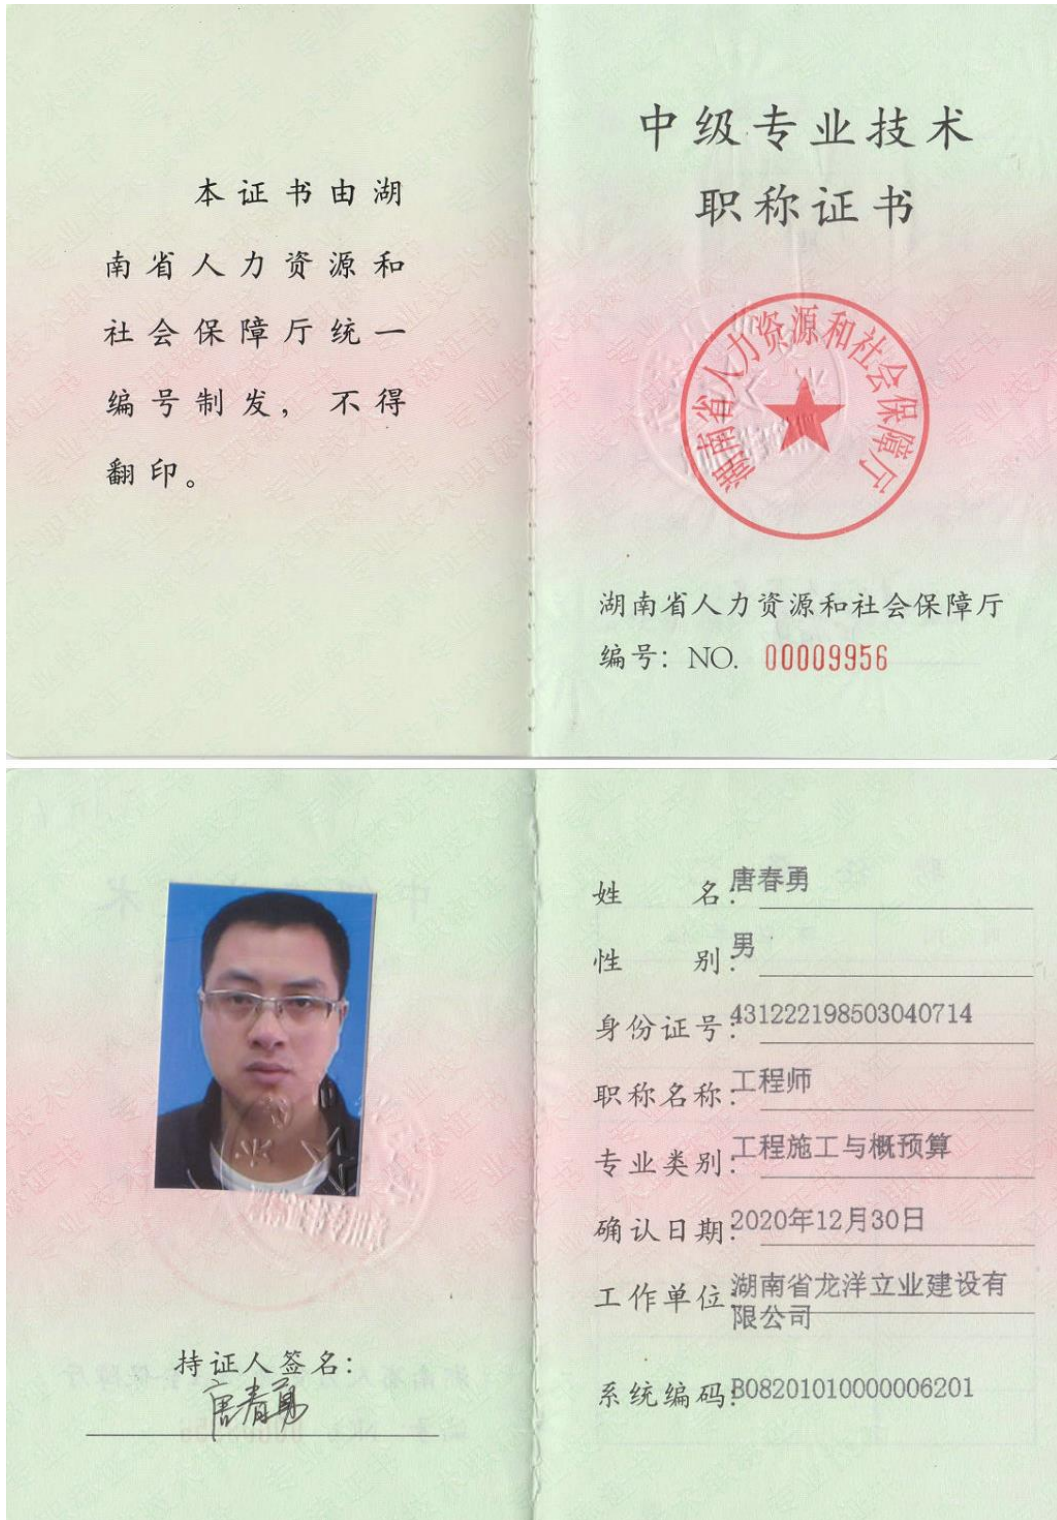 本证书由湖
南省人力资源和
社会保障厅统一
编号制发，不得
翻印。
中级专业技术
职称证书
湖南省人力资源和社会保障厅
湖南省人力资源和社会保障厅
编号：NO. 00009956
持证人签名：
唐春勇
姓 名：唐春勇
性 别：男
身份证号：431222198503040714
职称名称：工程师
专业类别：工程施工与概预算
确认日期：2020年12月30日
工作单位：湖南省龙洋立业建设有
限公司
系统编码：B08201010000006201